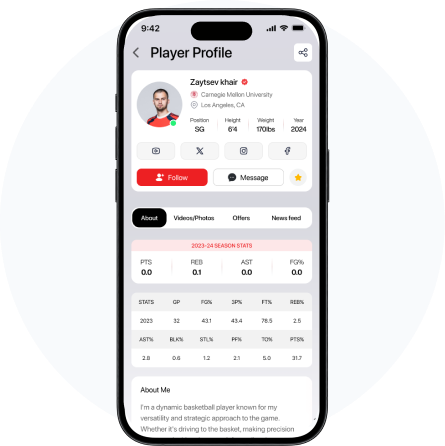 9:42
Player Profile
Zaytsev khair
Carnegie Mellon University
Los Angeles, CA
Position Height Weight Year
SG 6'4 170lbs 2024
Follow Message
About Videos/Photos Offers News feed
2023-24 SEASON STATS
PTS REB AST FG%
0.0 0.1 0.0 0.0
STATS GP FG% 3P% FT% REB%
2023 32 43.1 43.4 78.5 2.5
AST% BLK% STL% PF% TO% PTS%
2.8 0.6 1.2 2.1 5.0 31.7
About Me
I'm a dynamic basketball player known for my
versatility and strategic approach to the game.
Whether it's driving to the basket, making precision